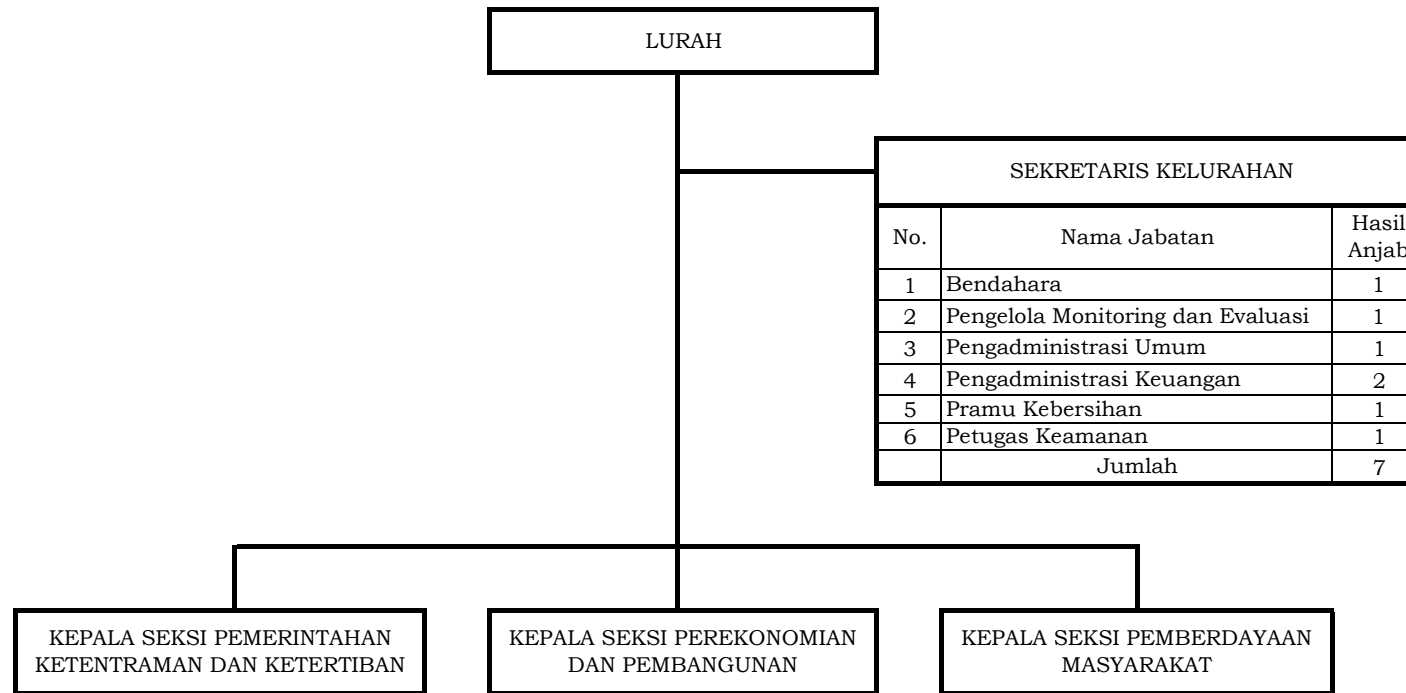 LURAH
SEKRETARIS KELURAHAN
No. Nama Jabatan Hasil Anjab
1 Bendahara 1
2 Pengelola Monitoring dan Evaluasi 1
3 Pengadministrasi Umum 1
4 Pengadministrasi Keuangan 2
5 Pramu Kebersihan 1
6 Petugas Keamanan 1
Jumlah 7
KEPALA SEKSI PEMERINTAHAN
KETENTRAMAN DAN KETERTIBAN
KEPALA SEKSI PEREKONOMIAN
DAN PEMBANGUNAN
KEPALA SEKSI PEMBERDAYAAN
MASYARAKAT